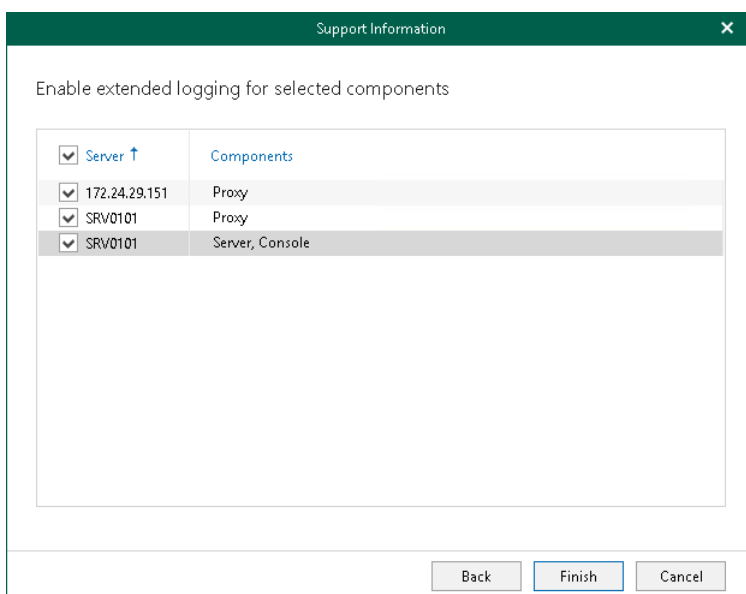 Support Information
Enable extended logging for selected components
Server Components
172.24.29.151 Proxy
SRV0101 Proxy
SRV0101 Server, Console
Back Finish Cancel